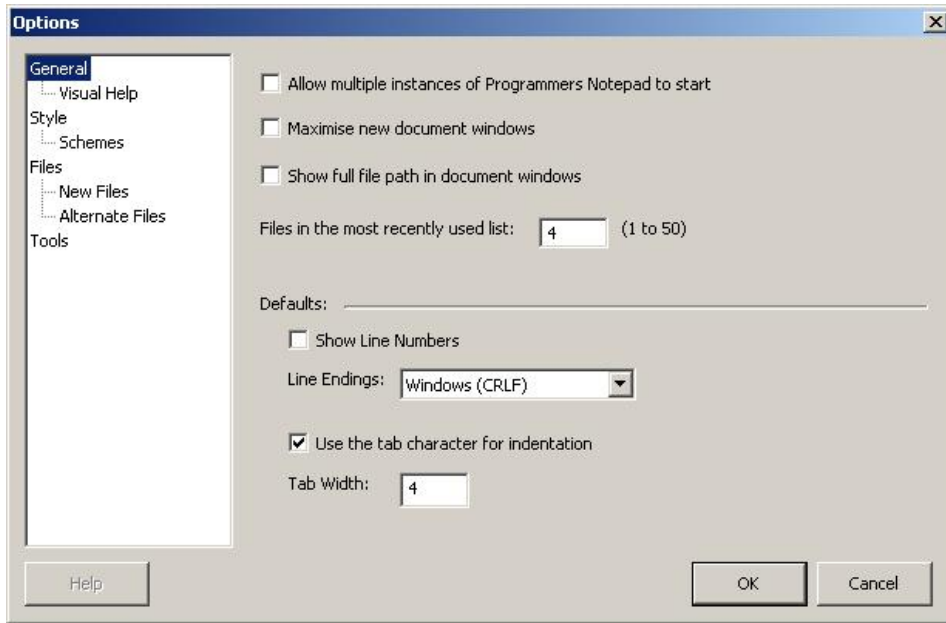 Options
General
Visual Help
Style
Schemes
Files
New Files
Alternate Files
Tools
Allow multiple instances of Programmers Notepad to start
Maximise new document windows
Show full file path in document windows
Files in the most recently used list: 4 (1 to 50)
Defaults:
Show Line Numbers
Line Endings: Windows (CRLF)
Use the tab character for indentation
Tab Width: 4
Help OK Cancel